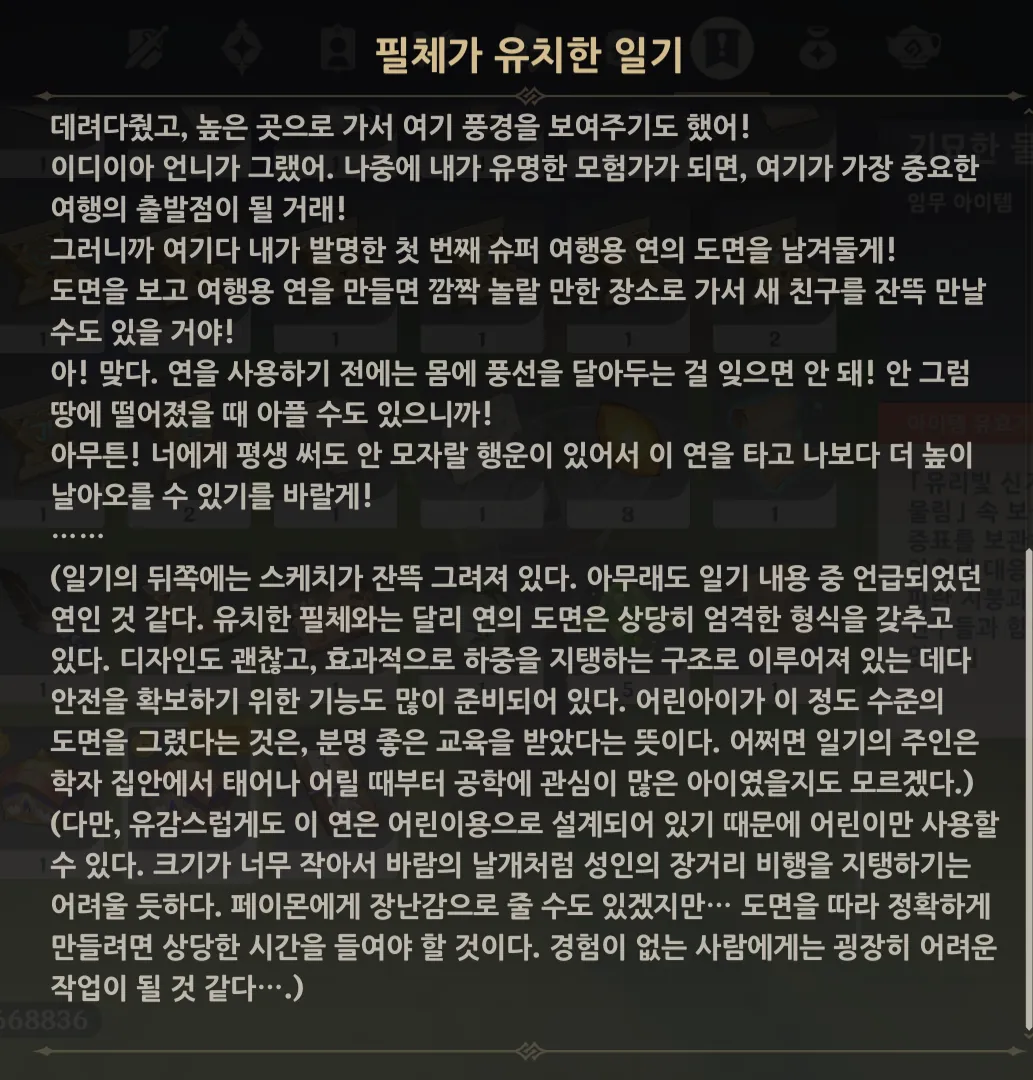 필체가 유치한 일기
데려다줬고, 높은 곳으로 가서 여기 풍경을 보여주기도 했어!
이디이아 언니가 그랬어. 나중에 내가 유명한 모험가가 되면, 여기가 가장 중요한
여행의 출발점이 될 거래!
그러니까 여기다 내가 발명한 첫 번째 슈퍼 여행용 연의 도면을 남겨둘게!
도면을 보고 여행용 연을 만들면 깜짝 놀랄 만한 장소로 가서 새 친구를 잔뜩 만날
수도 있을 거야!
아! 맞다. 연을 사용하기 전에는 몸에 풍선을 달아두는 걸 잊으면 안 돼! 안 그럼
땅에 떨어졌을 때 아플 수도 있으니까!
아무튼! 너에게 평생 써도 안 모자랄 행운이 있어서 이 연을 타고 나보다 더 높이
날아오를 수 있기를 바랄게!
……
(일기의 뒤쪽에는 스케치가 잔뜩 그려져 있다. 아무래도 일기 내용 중 언급되었던
연인 것 같다. 유치한 필체와는 달리 연의 도면은 상당히 엄격한 형식을 갖추고
있다. 디자인도 괜찮고, 효과적으로 하중을 지탱하는 구조로 이루어져 있는 데다
안전을 확보하기 위한 기능도 많이 준비되어 있다. 어린아이가 이 정도 수준의
도면을 그렸다는 것은, 분명 좋은 교육을 받았다는 뜻이다. 어쩌면 일기의 주인은
학자 집안에서 태어나 어릴 때부터 공학에 관심이 많은 아이였을지도 모르겠다.)
(다만, 유감스럽게도 이 연은 어린이용으로 설계되어 있기 때문에 어린이만 사용할
수 있다. 크기가 너무 작아서 바람의 날개처럼 성인의 장거리 비행을 지탱하기는
어려울 듯하다. 페이몬에게 장난감으로 줄 수도 있겠지만… 도면을 따라 정확하게
만들려면 상당한 시간을 들여야 할 것이다. 경험이 없는 사람에게는 굉장히 어려운
작업이 될 것 같다….)
668836